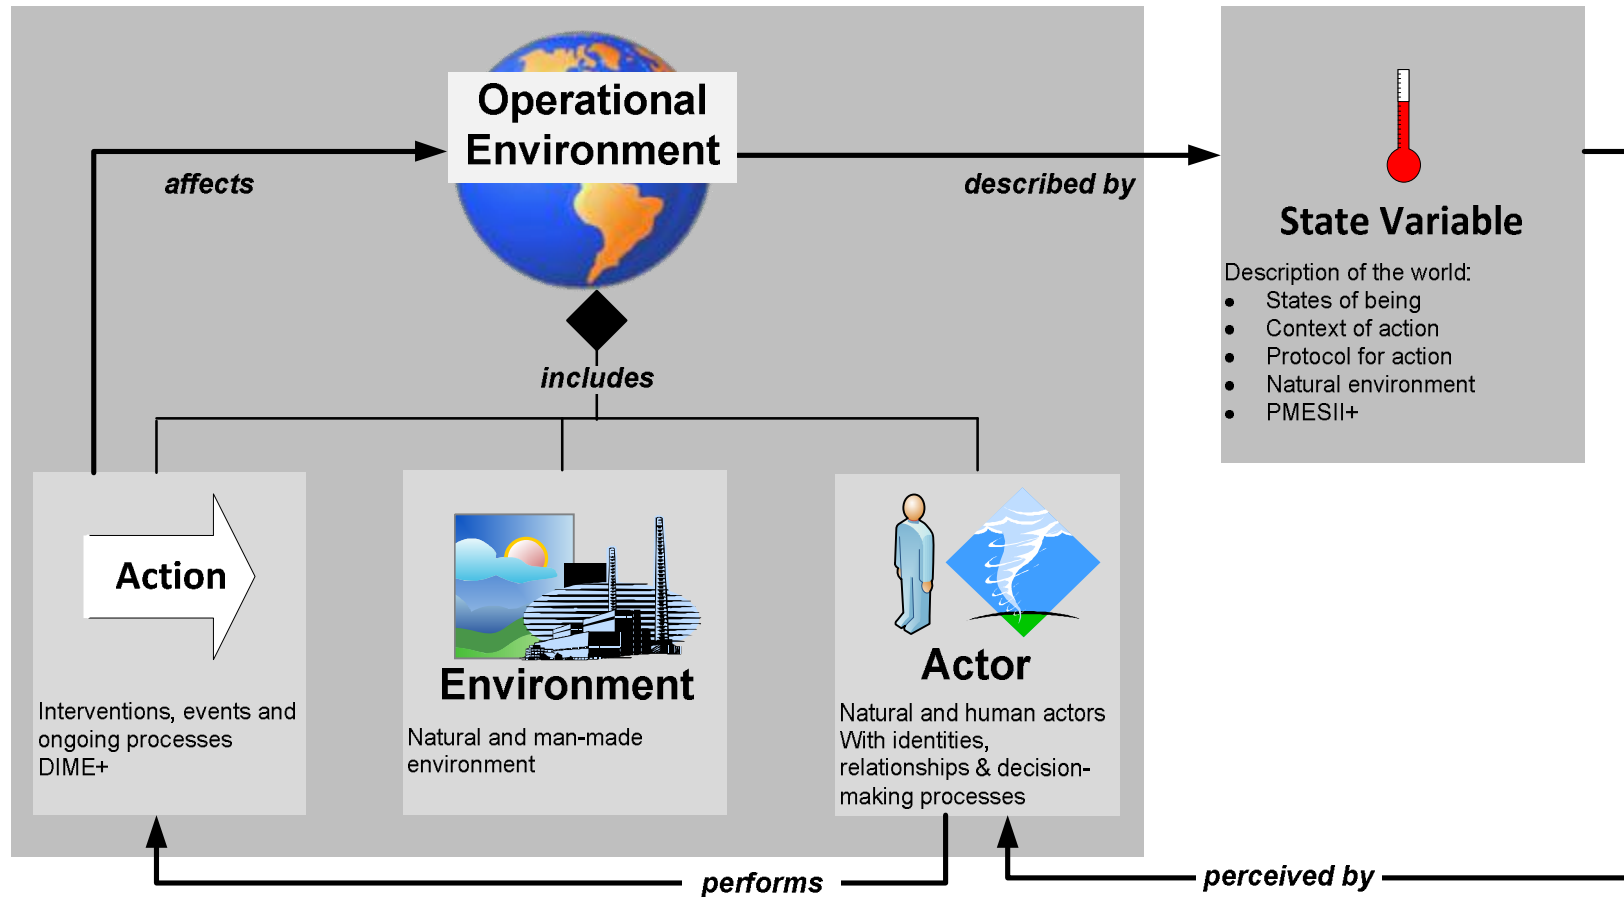 Operational
Environment
affects
described by
State Variable
Description of the world:
● States of being
● Context of action
● Protocol for action
● Natural environment
● PMESII+
includes
Action
Interventions, events and
ongoing processes
DIME+
Environment
Natural and man-made
environment
Actor
Natural and human actors
With identities,
relationships & decision-
making processes
performs
perceived by